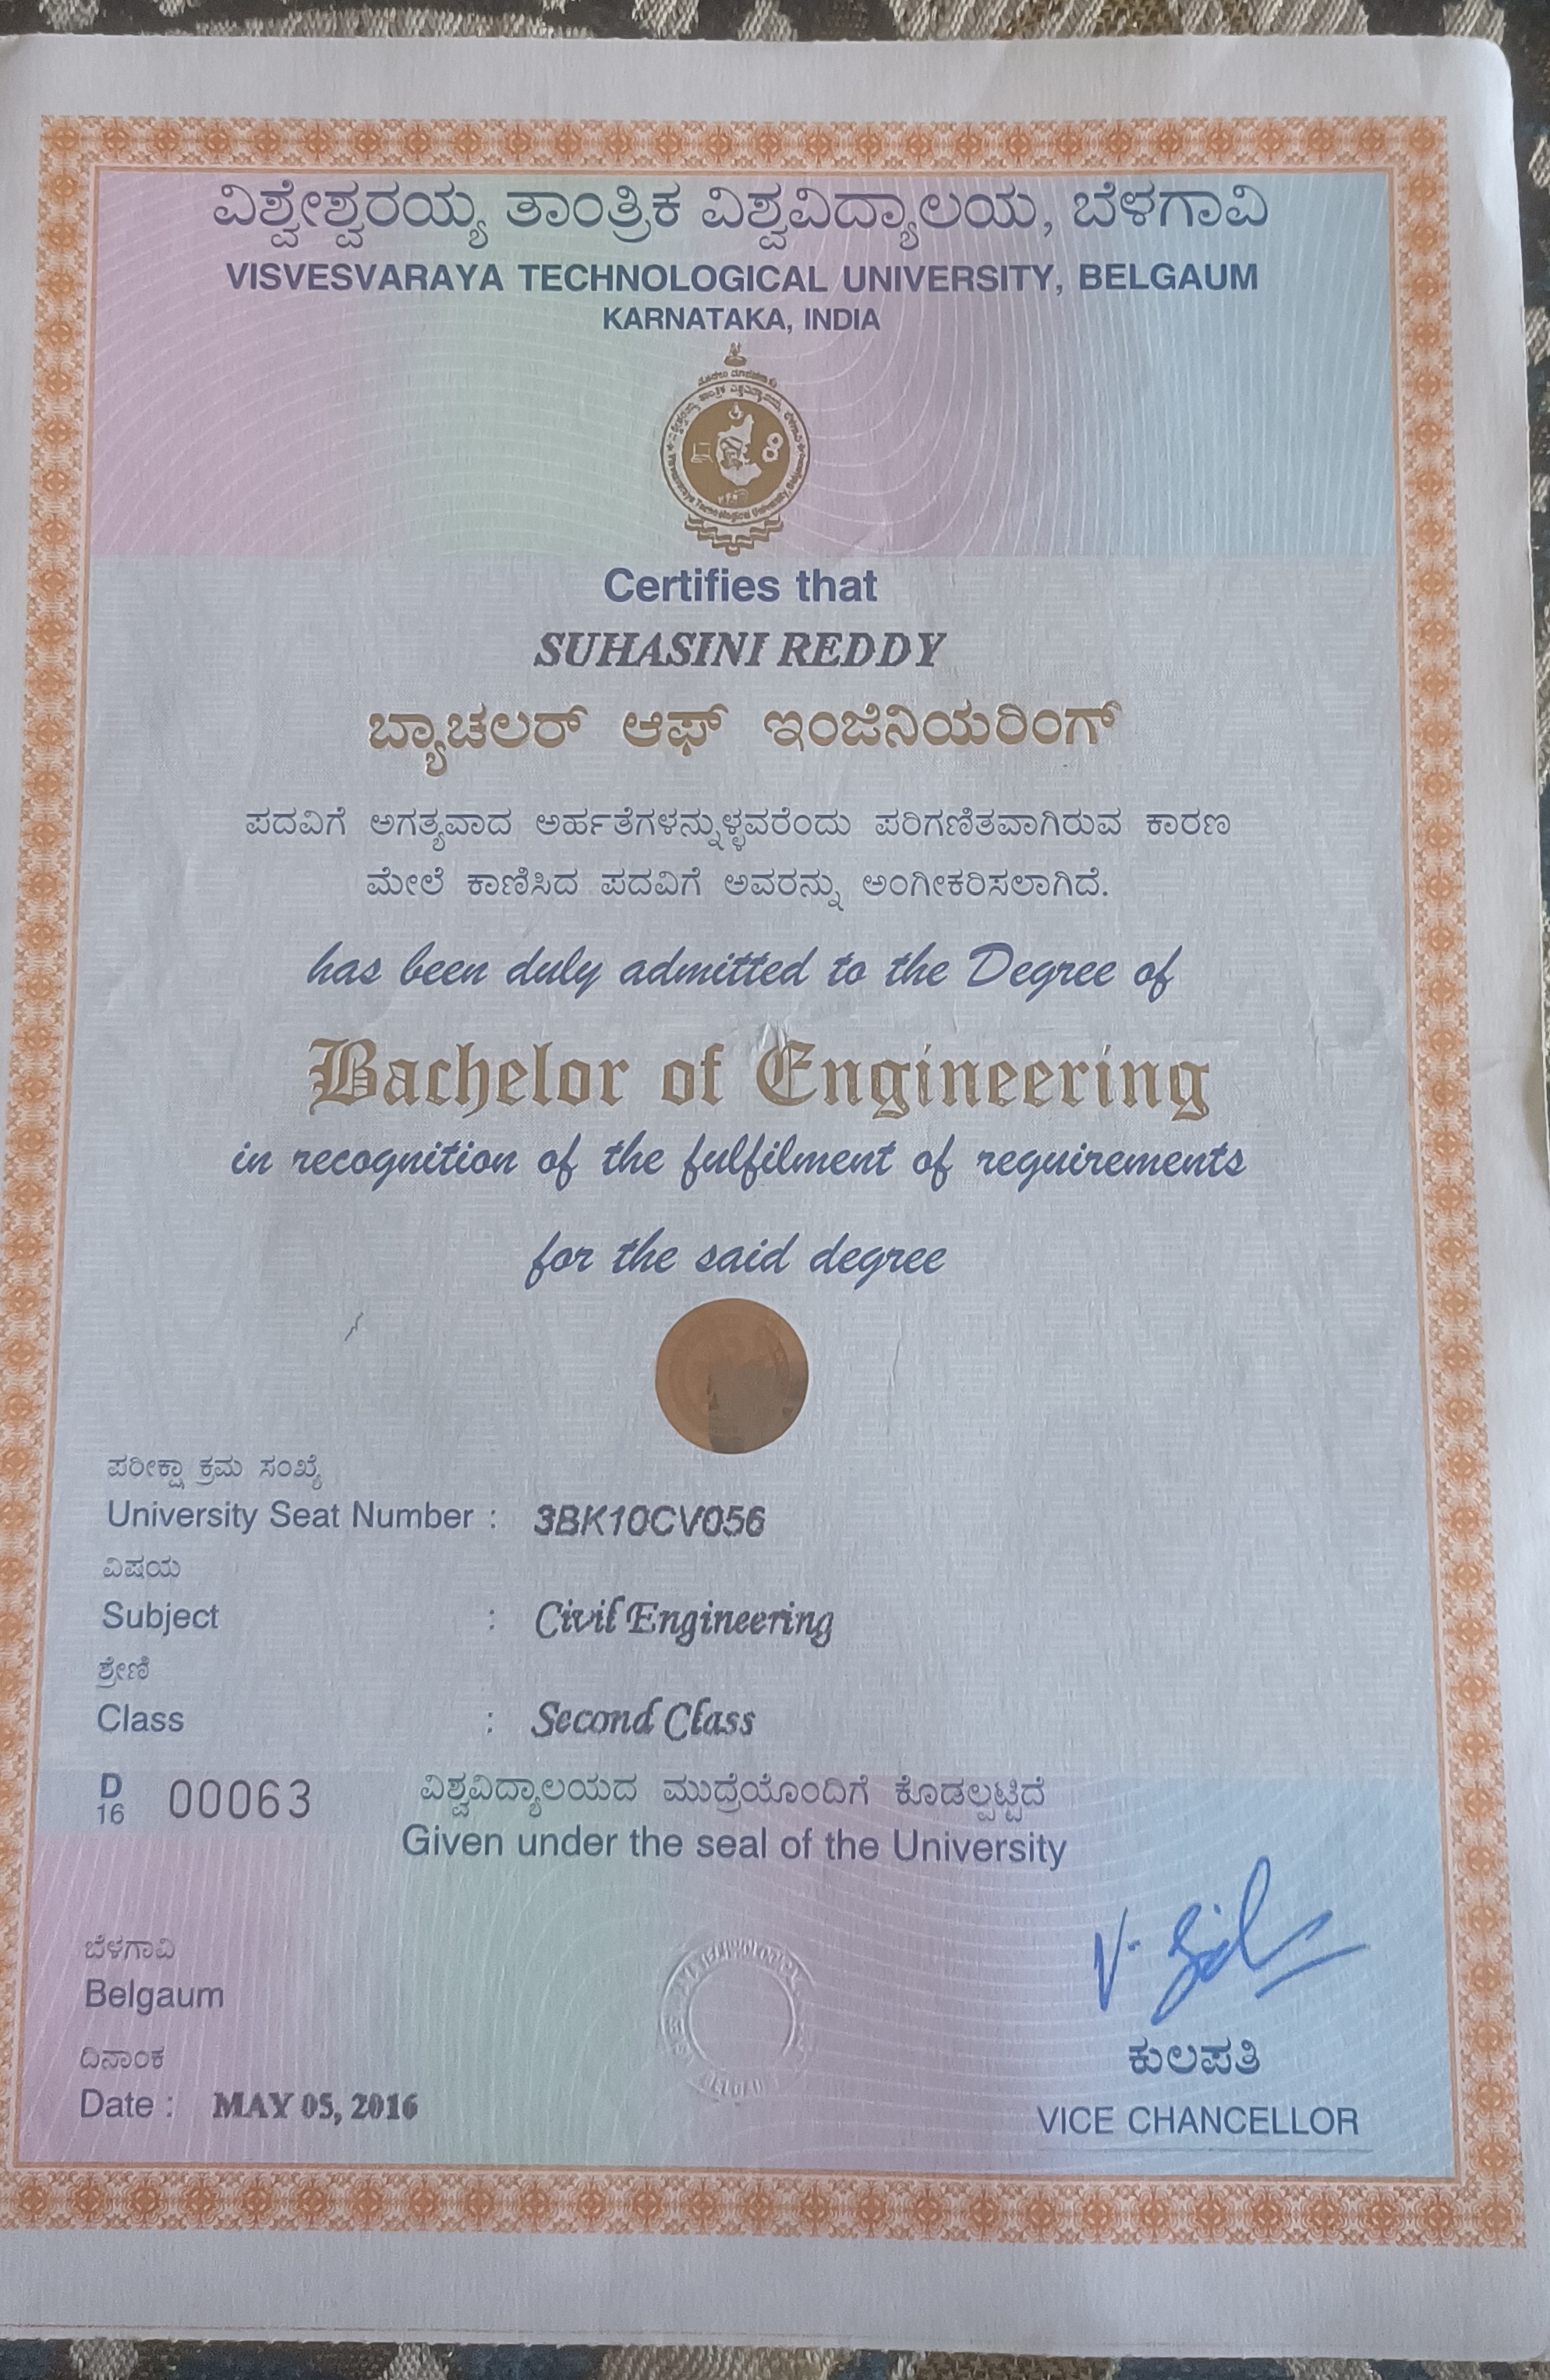 ವಿಶ್ವೇಶ್ವರಯ್ಯ ತಾಂತ್ರಿಕ ವಿಶ್ವವಿದ್ಯಾಲಯ, ಬೆಳಗಾವಿ
VISVESVARAYA TECHNOLOGICAL UNIVERSITY, BELGAUM
KARNATAKA, INDIA
Certifies that
SUHASINI REDDY
ಬ್ಯಾಚಲರ್ ಆಫ್ ಇಂಜಿನಿಯರಿಂಗ್
ಪದವಿಗೆ ಅಗತ್ಯವಾದ ಅರ್ಹತೆಗಳನ್ನುಳ್ಳವರೆಂದು ಪರಿಗಣಿತವಾಗಿರುವ ಕಾರಣ
ಮೇಲೆ ಕಾಣಿಸಿದ ಪದವಿಗೆ ಅವರನ್ನು ಅಂಗೀಕರಿಸಲಾಗಿದೆ.
has been duly admitted to the Degree of
Bachelor of Engineering
in recognition of the fulfilment of requirements
for the said degree
ಪರೀಕ್ಷಾ ಕ್ರಮ ಸಂಖ್ಯೆ
University Seat Number : 3BK10CV056
ವಿಷಯ
Subject : Civil Engineering
ಶ್ರೇಣಿ
Class : Second Class
D 16 00063
ವಿಶ್ವವಿದ್ಯಾಲಯದ ಮುದ್ರೆಯೊಂದಿಗೆ ಕೊಡಲ್ಪಟ್ಟಿದೆ
Given under the seal of the University
ಬೆಳಗಾವಿ
Belgaum
ದಿನಾಂಕ
Date : MAY 05, 2016
ಕುಲಪತಿ
VICE CHANCELLOR